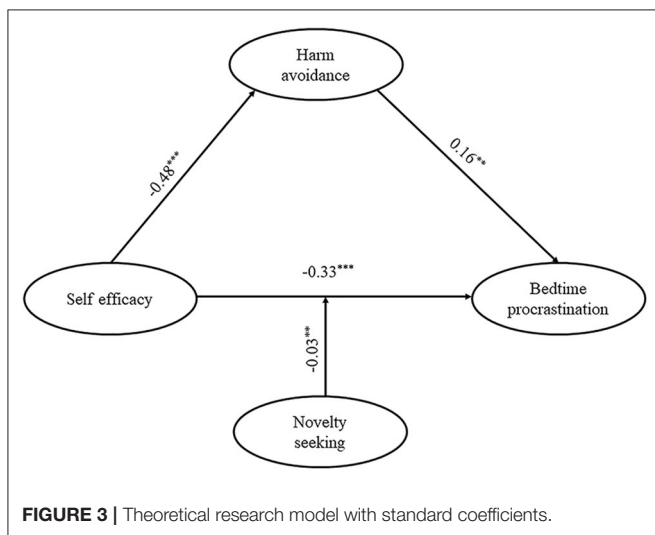 Harm
avoidance
-0.48***
0.16**
-0.33***
Self efficacy
Bedtime
procrastination
-0.03**
Novelty
seeking
FIGURE 3 | Theoretical research model with standard coefficients.